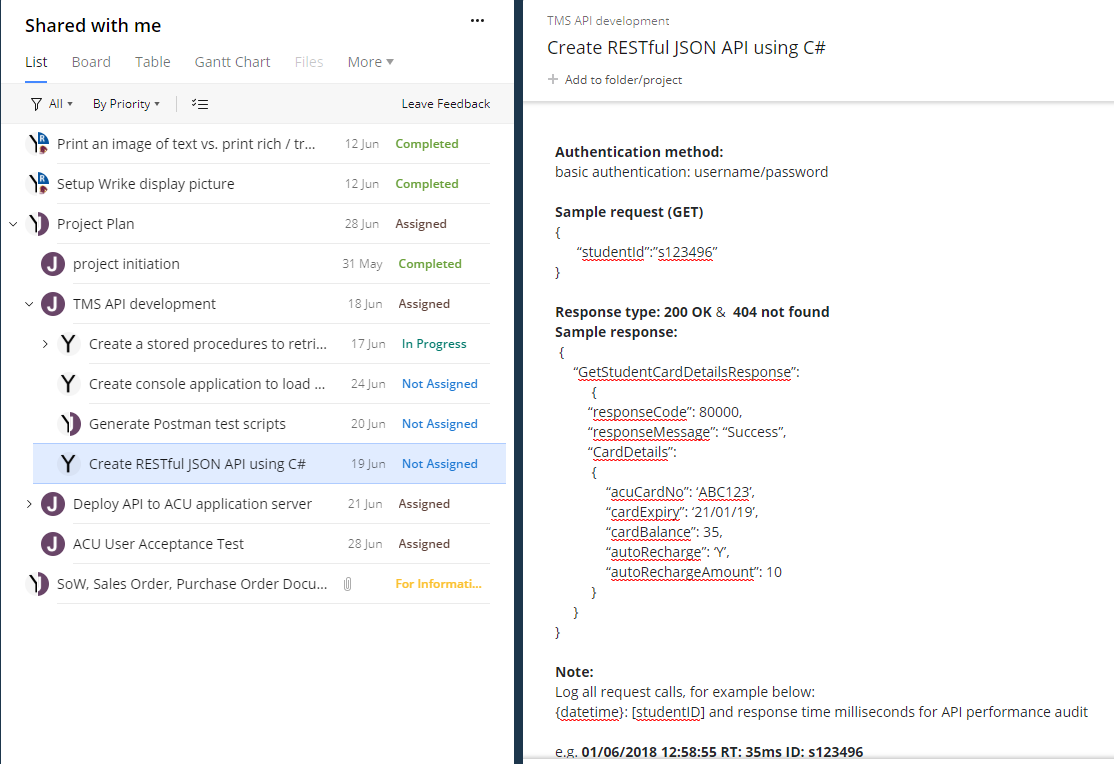 Shared with me
...
List Board Table Gantt Chart Files More
All By Priority Leave Feedback
Print an image of text vs. print rich / tr... 12 Jun Completed
Setup Wrike display picture 12 Jun Completed
Project Plan 28 Jun Assigned
J project initiation 31 May Completed
J TMS API development 18 Jun Assigned
Y Create a stored procedures to retri... 17 Jun In Progress
Y Create console application to load ... 24 Jun Not Assigned
Y Generate Postman test scripts 20 Jun Not Assigned
Y Create RESTful JSON API using C# 19 Jun Not Assigned
J Deploy API to ACU application server 21 Jun Assigned
J ACU User Acceptance Test 28 Jun Assigned
SoW, Sales Order, Purchase Order Docu... For Informati...
TMS API development
Create RESTful JSON API using C#
+ Add to folder/project
Authentication method:
basic authentication: username/password
Sample request (GET)
{
“studentId”:”s123496”
}
Response type: 200 OK & 404 not found
Sample response:
{
“GetStudentCardDetailsResponse”:
{
“responseCode”: 80000,
“responseMessage”: “Success”,
“CardDetails”:
{
“acuCardNo”: ‘ABC123’,
“cardExpiry”: ‘21/01/19’,
“cardBalance”: 35,
“autoRecharge”: ‘Y’,
“autoRechargeAmount”: 10
}
}
}
Note:
Log all request calls, for example below:
{datetime}: [studentID] and response time milliseconds for API performance audit
e.g. 01/06/2018 12:58:55 RT: 35ms ID: s123496